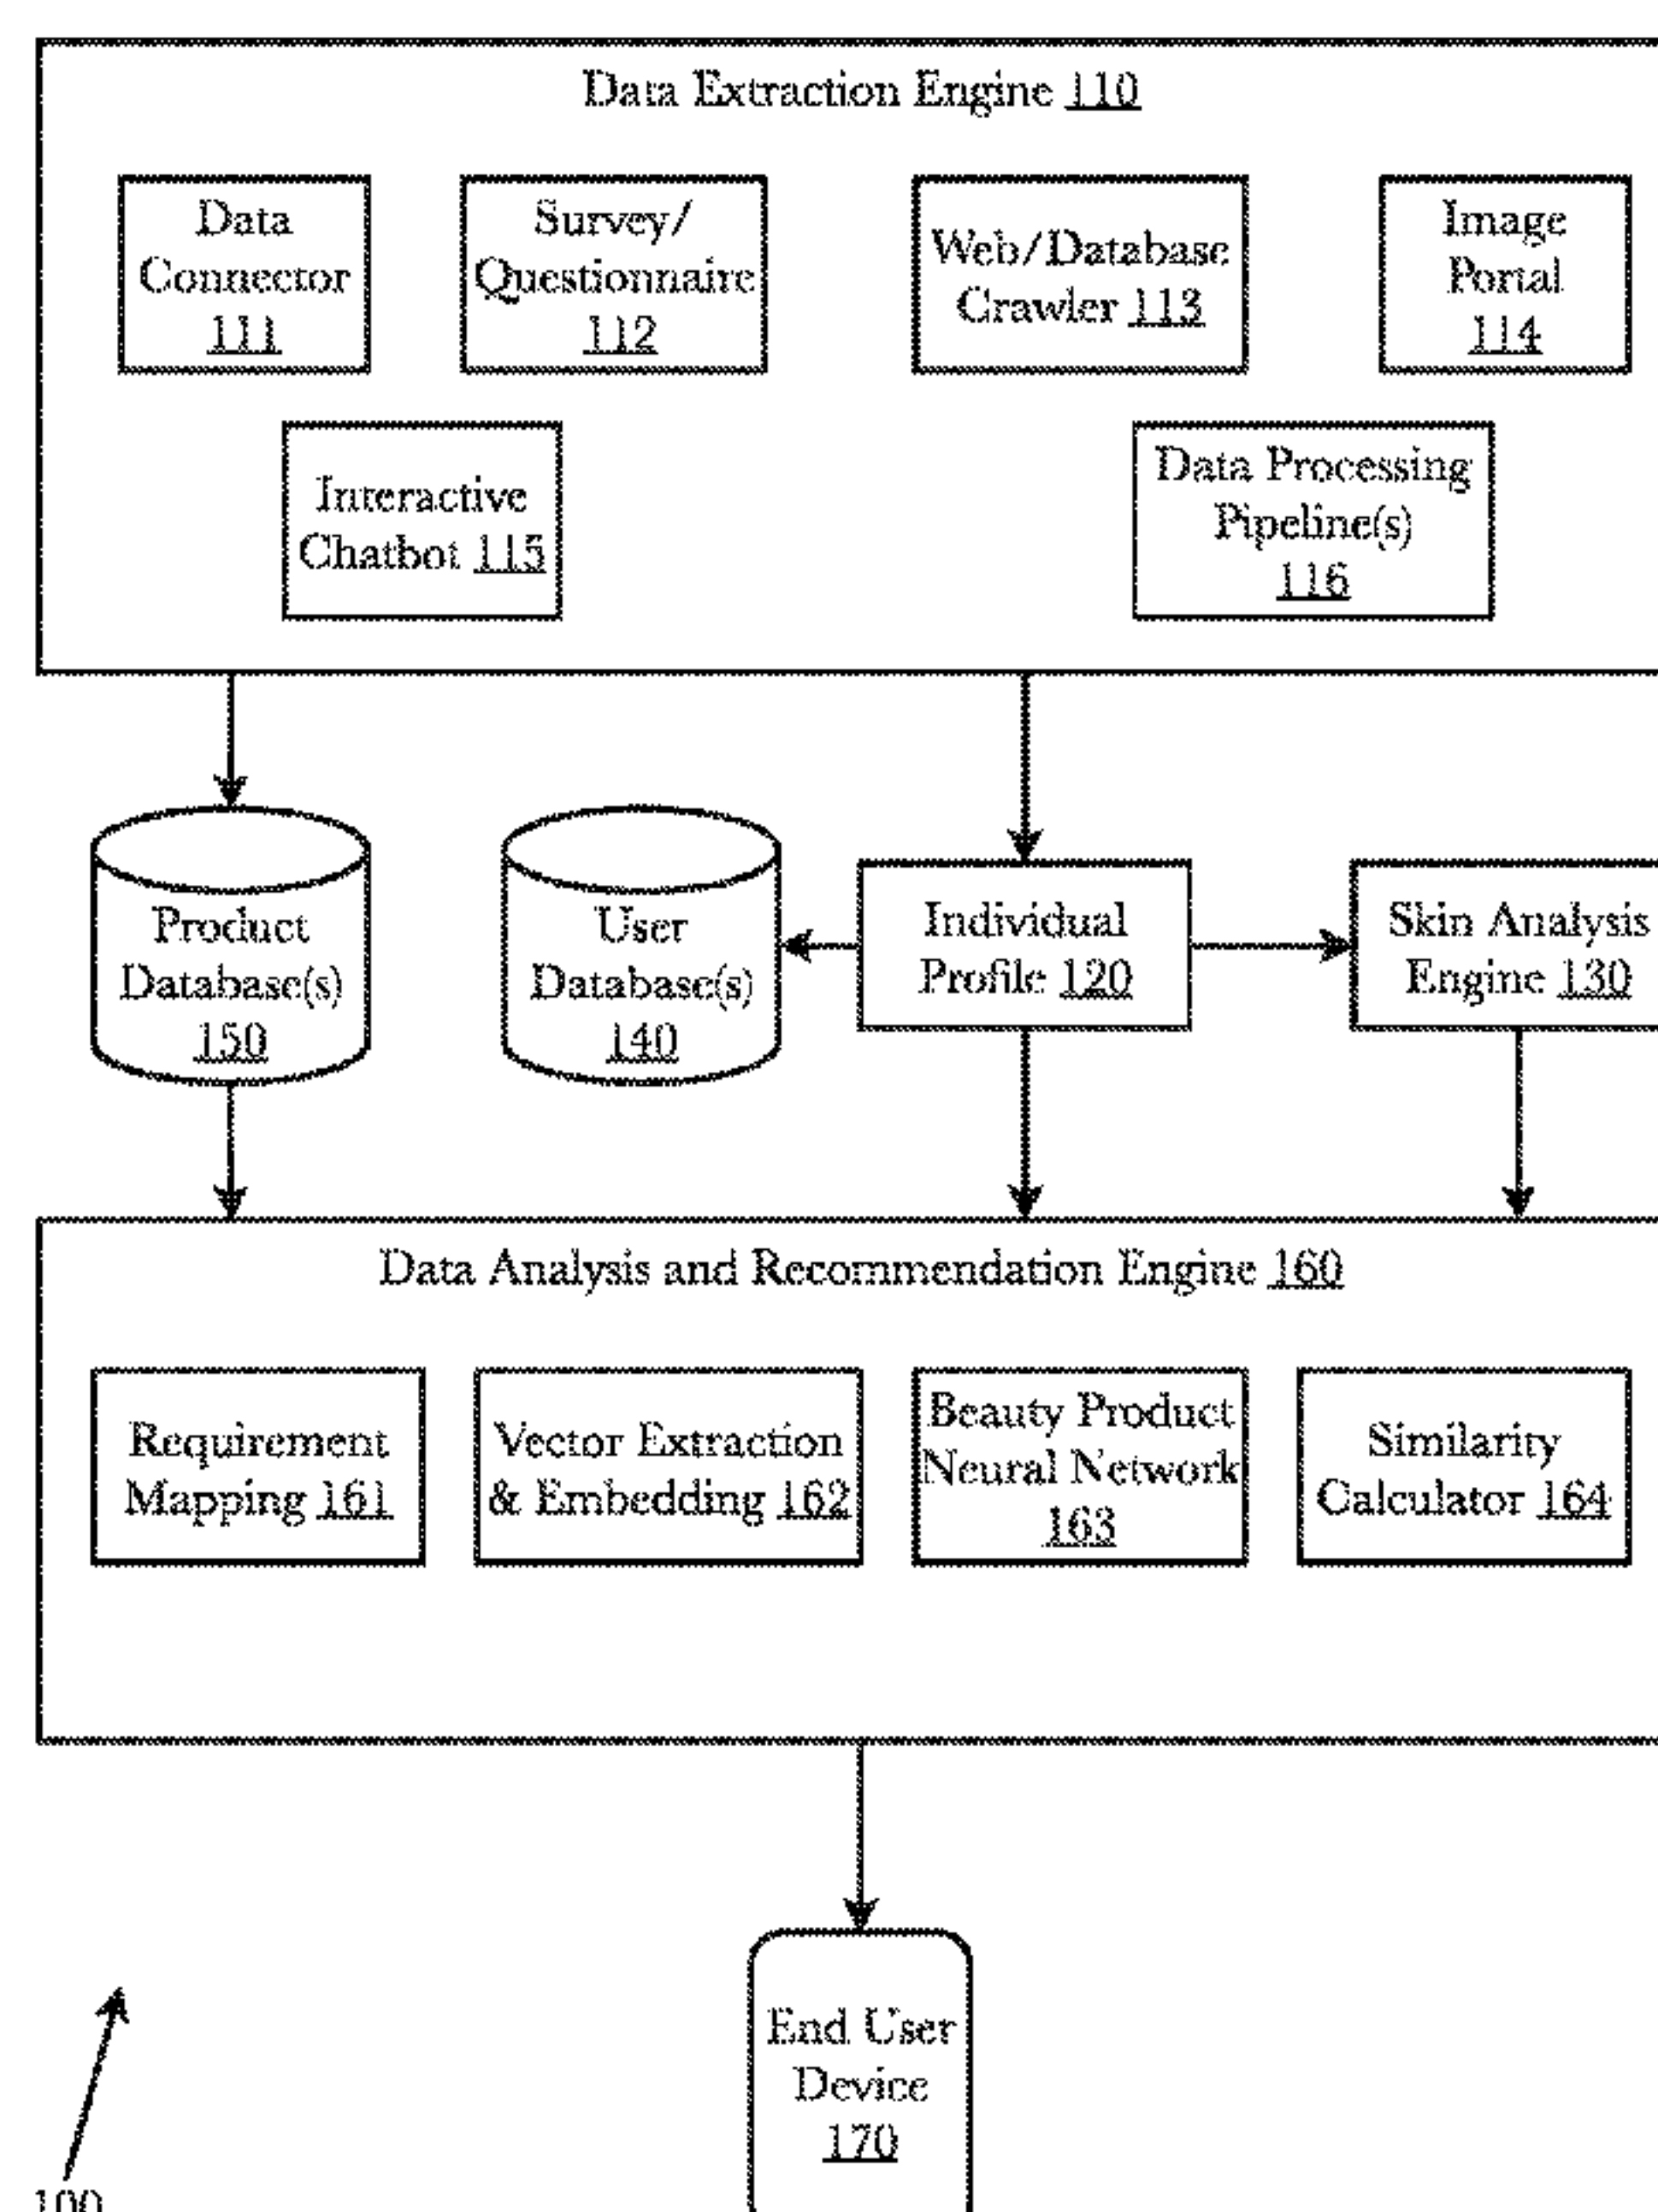 Data Extraction Engine 110
Data
Connector
111
Survey/
Questionnaire
112
Web/Database
Crawler 113
Image
Portal
114
Interactive
Chatbot 115
Data Processing
Pipeline(s)
116
Product
Database(s)
150
User
Database(s)
140
Individual
Profile 120
Skin Analysis
Engine 130
Data Analysis and Recommendation Engine 160
Requirement
Mapping 161
Vector Extraction
& Embedding 162
Beauty Product
Neural Network
163
Similarity
Calculator 164
End User
Device
170
100